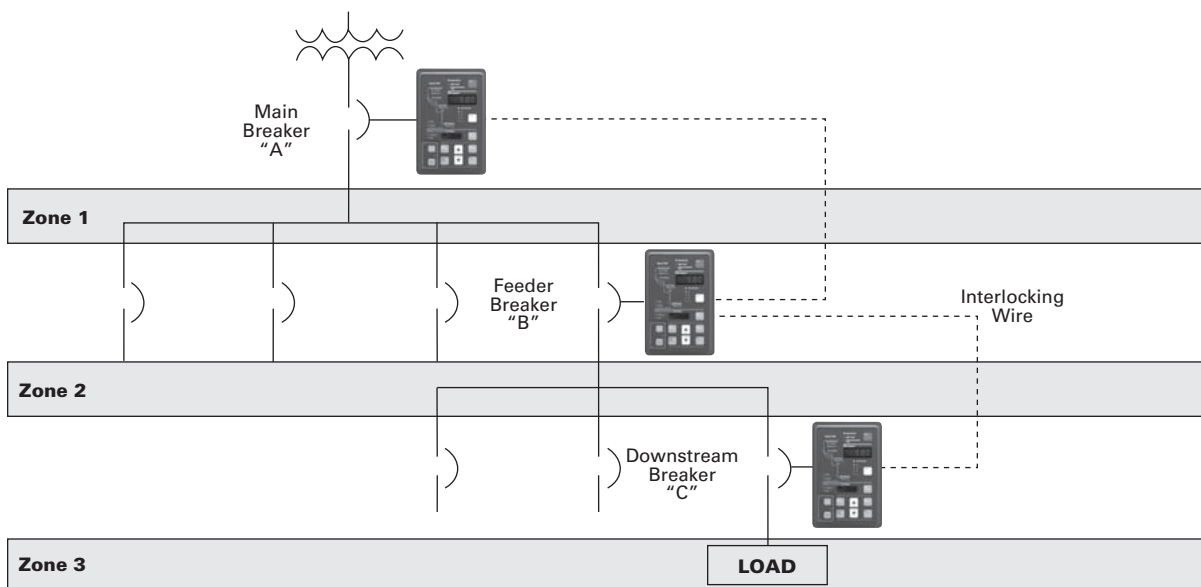 Main
Breaker
“A”
Zone 1
Feeder
Breaker
“B”
Interlocking
Wire
Zone 2
Downstream
Breaker
“C”
Zone 3
LOAD